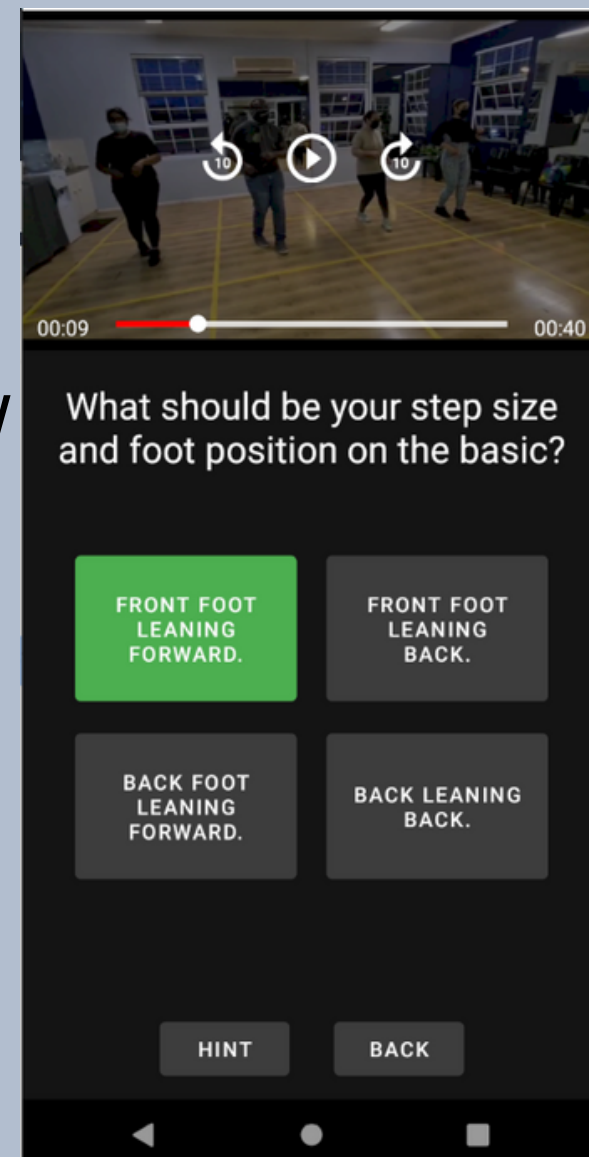 10
10
00:09
00:40
What should be your step size
and foot position on the basic?
FRONT FOOT
LEANING
FORWARD.
FRONT FOOT
LEANING
BACK.
BACK FOOT
LEANING
FORWARD.
BACK LEANING
BACK.
HINT
BACK